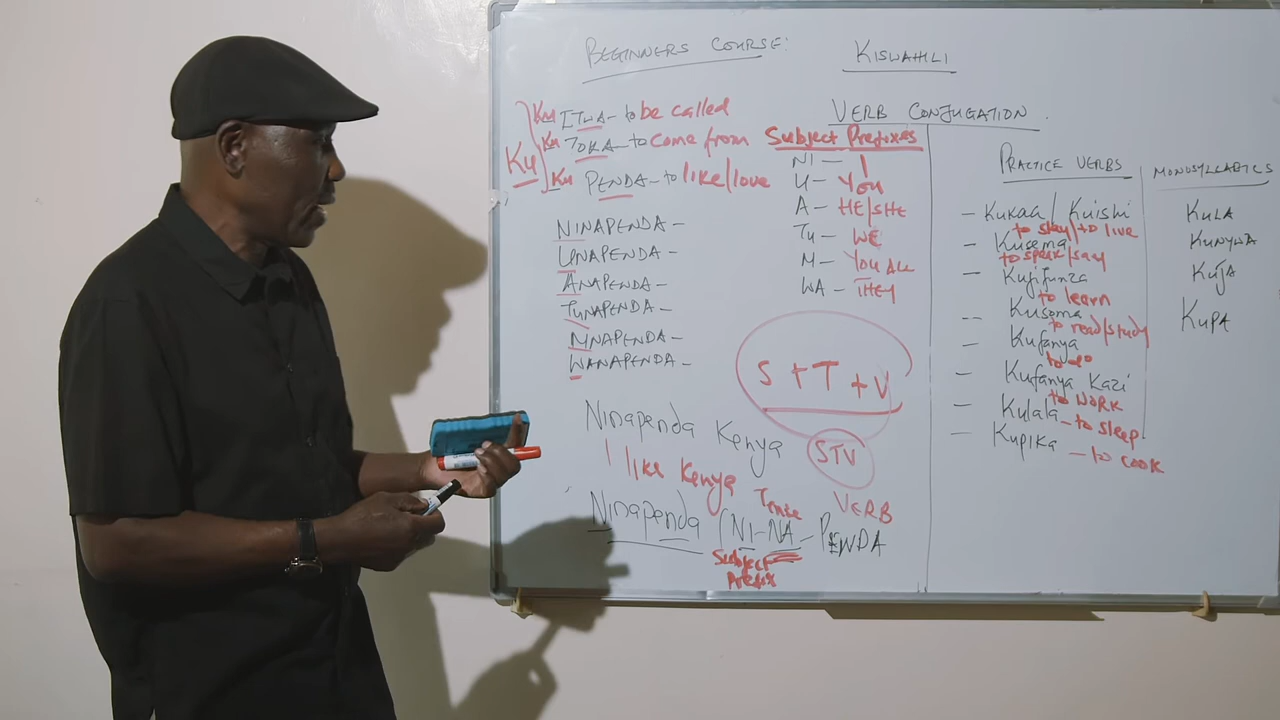 BEGINNERS COURSE: KISWAHILI
Ku ITWA - to be called
Ku TOKA - to come from
Ku PENDA - to like/love
Ku
NINAPENDA -
UNAPENDA -
ANAPENDA -
TUNAPENDA -
MNAPENDA -
WANAPENDA -
Ninapenda Kenya
I like Kenya
Ninapenda (NI-NA-PENDA
Subject Prefix
Tense
VERB
VERB CONJUGATION
Subject Prefixes
NI - I
U - YOU
A - HE/SHE
Tu - WE
M - YOU ALL
WA - THEY
S + T + V
STV
PRACTICE VERBS
- Kukaa / Kuishi
to stay/to live
- Kusema
to speak/say
- Kujifunza
to learn
-- Kusoma
to read/study
- Kufanya
to do
- Kufanya Kazi
to WORK
- Kulala - to sleep
- Kupika - to cook
MONOSYLLABICS
KULA
KUNYWA
KUJA
KUPA